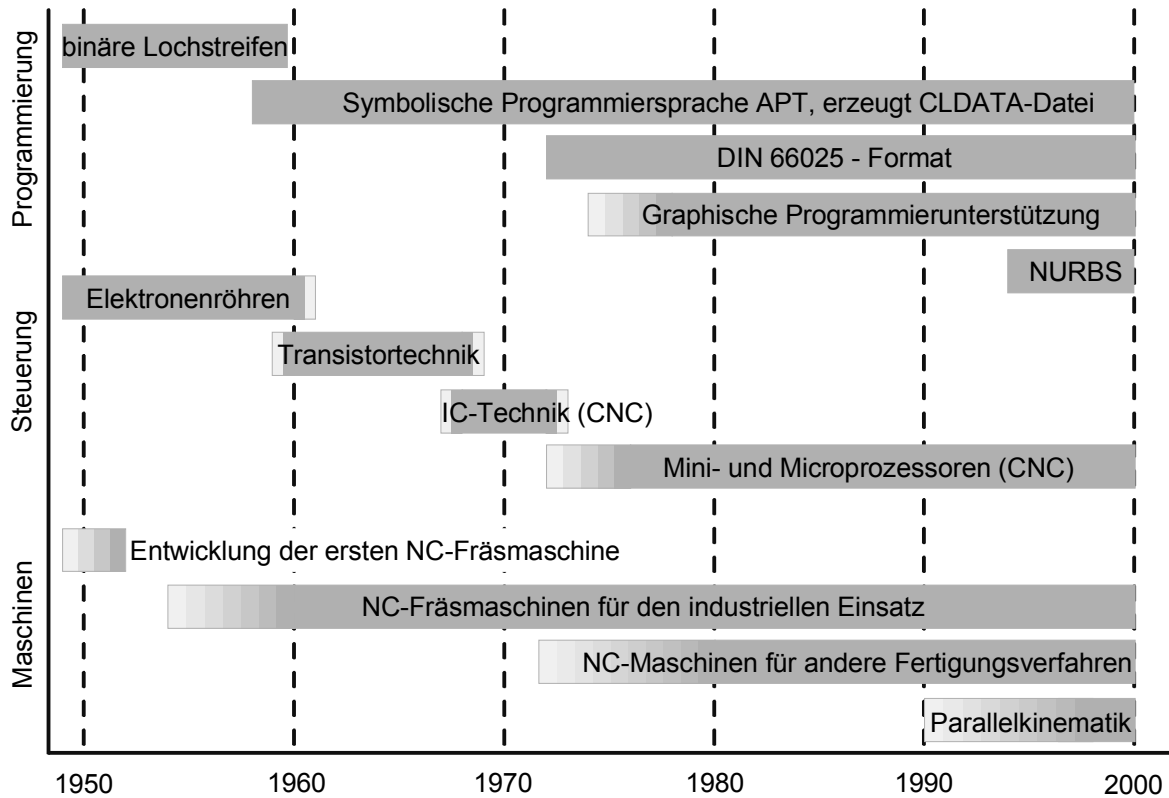 Programmierung
binäre Lochstreifen
Symbolische Programmiersprache APT, erzeugt CLDATA-Datei
DIN 66025 - Format
Graphische Programmierunterstützung
NURBS
Steuerung
Elektronenröhren
Transistortechnik
IC-Technik (CNC)
Mini- und Microprozessoren (CNC)
Maschinen
Entwicklung der ersten NC-Fräsmaschine
NC-Fräsmaschinen für den industriellen Einsatz
NC-Maschinen für andere Fertigungsverfahren
Parallelkinematik
1950 1960 1970 1980 1990 2000